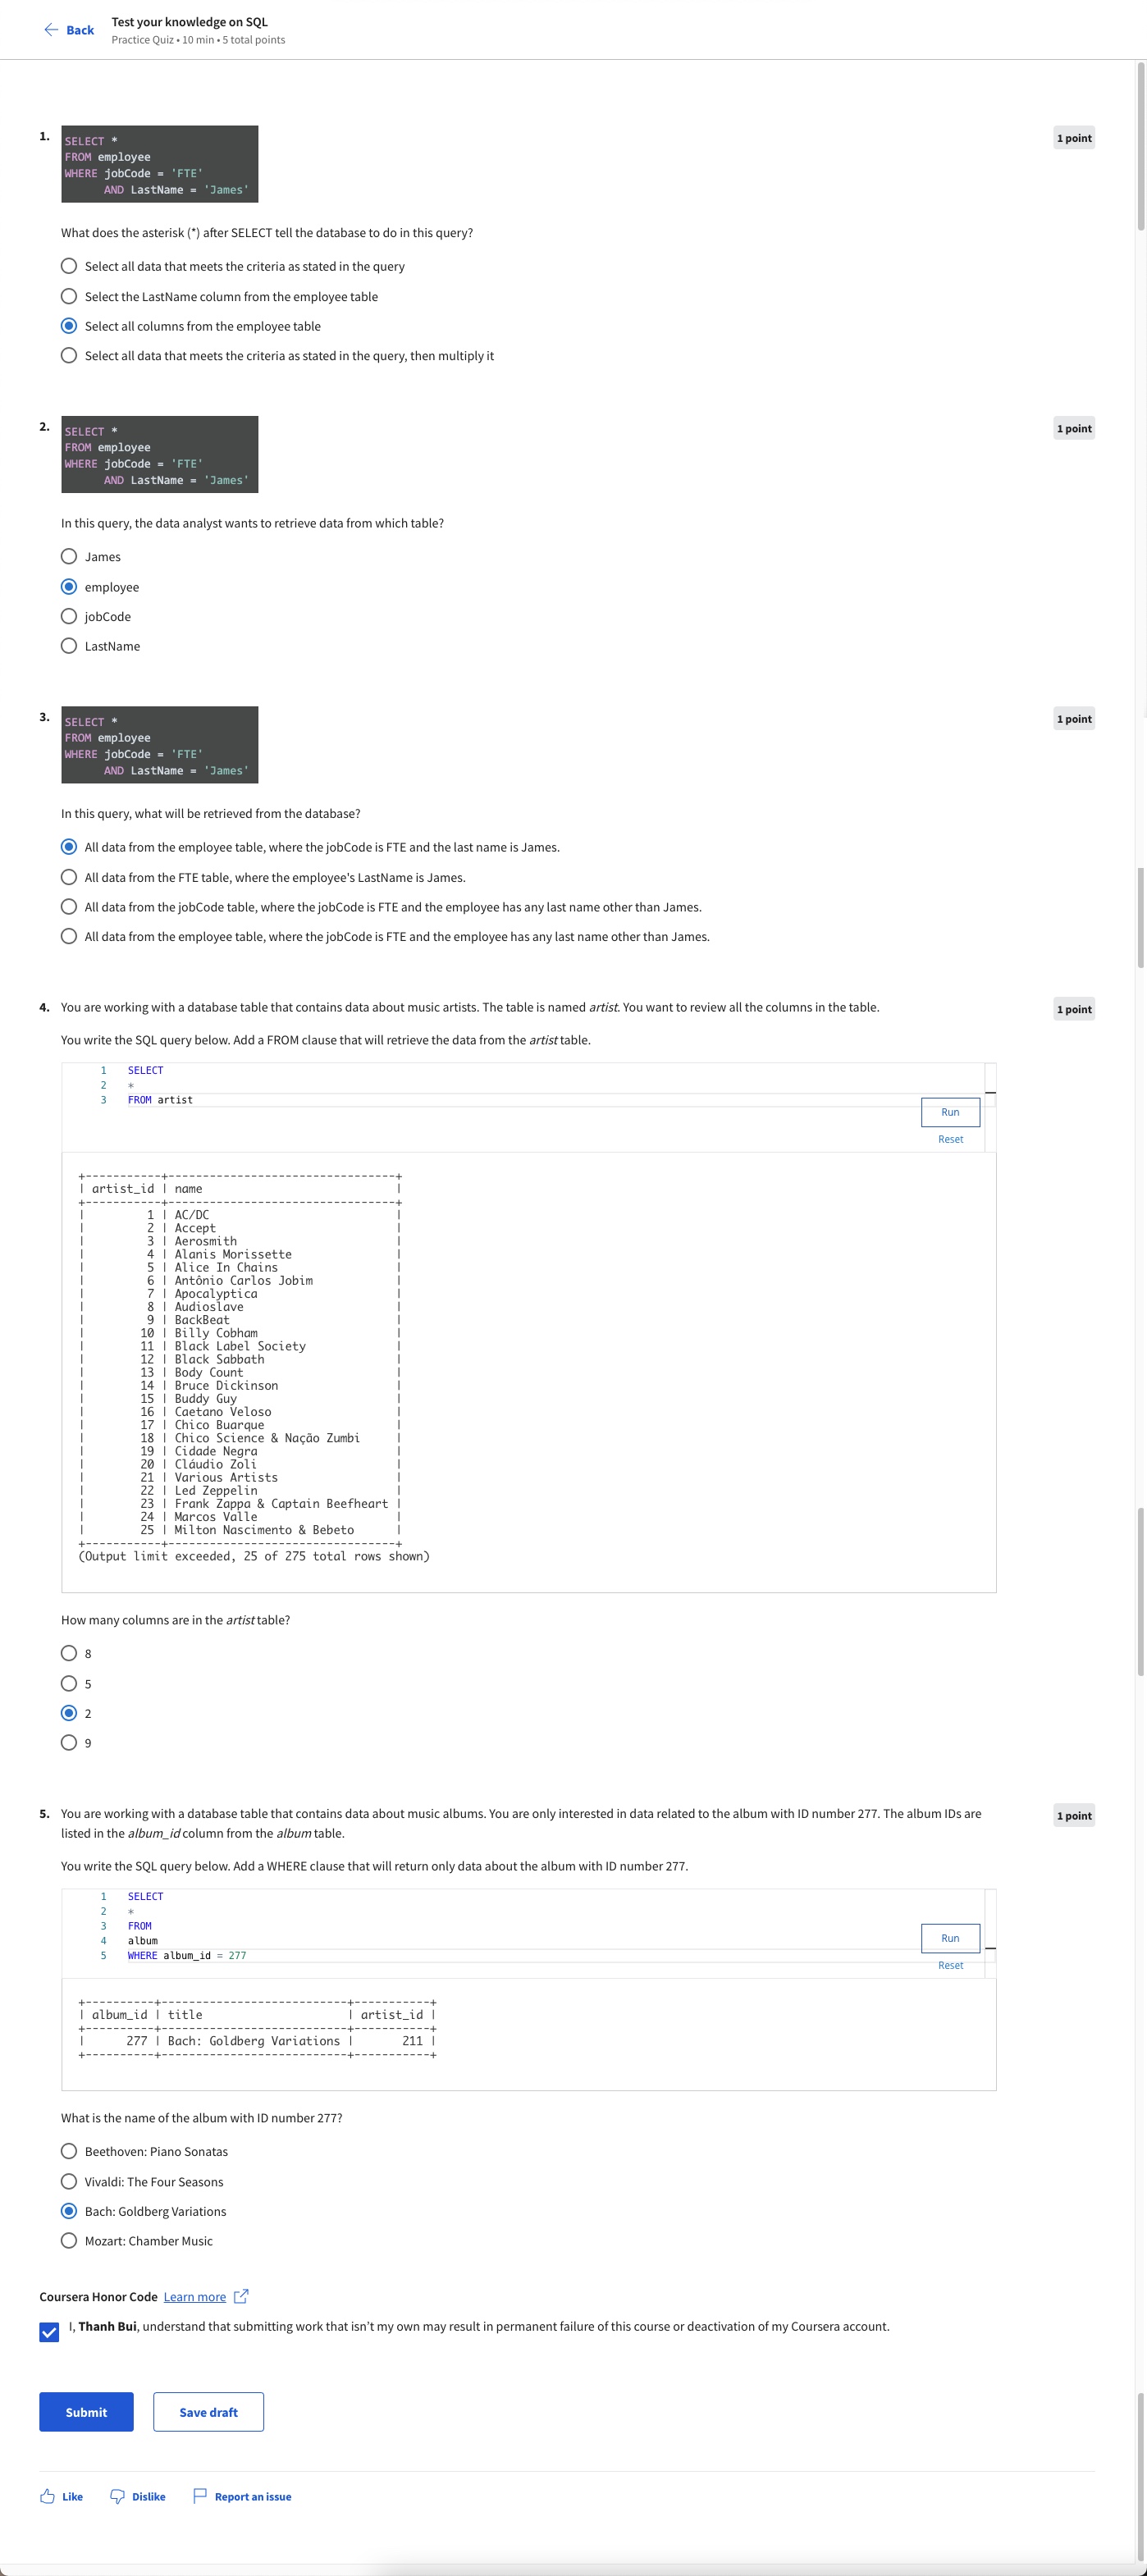 Back
Test your knowledge on SQL
Practice Quiz • 10 min • 5 total points
1.
1 point
SELECT *
FROM employee
WHERE jobCode = 'FTE'
AND LastName = 'James'
What does the asterisk (*) after SELECT tell the database to do in this query?
Select all data that meets the criteria as stated in the query
Select the LastName column from the employee table
Select all columns from the employee table
Select all data that meets the criteria as stated in the query, then multiply it
2.
1 point
SELECT *
FROM employee
WHERE jobCode = 'FTE'
AND LastName = 'James'
In this query, the data analyst wants to retrieve data from which table?
James
employee
jobCode
LastName
3.
1 point
SELECT *
FROM employee
WHERE jobCode = 'FTE'
AND LastName = 'James'
In this query, what will be retrieved from the database?
All data from the employee table, where the jobCode is FTE and the last name is James.
All data from the FTE table, where the employee's LastName is James.
All data from the jobCode table, where the jobCode is FTE and the employee has any last name other than James.
All data from the employee table, where the jobCode is FTE and the employee has any last name other than James.
4. You are working with a database table that contains data about music artists. The table is named artist. You want to review all the columns in the table.
1 point
You write the SQL query below. Add a FROM clause that will retrieve the data from the artist table.
1 SELECT
2 *
3 FROM artist
Run
Reset
+-----------+---------------------------------+
| artist_id | name |
+-----------+---------------------------------+
| 1 | AC/DC |
| 2 | Accept |
| 3 | Aerosmith |
| 4 | Alanis Morissette |
| 5 | Alice In Chains |
| 6 | Antônio Carlos Jobim |
| 7 | Apocalyptica |
| 8 | Audioslave |
| 9 | BackBeat |
| 10 | Billy Cobham |
| 11 | Black Label Society |
| 12 | Black Sabbath |
| 13 | Body Count |
| 14 | Bruce Dickinson |
| 15 | Buddy Guy |
| 16 | Caetano Veloso |
| 17 | Chico Buarque |
| 18 | Chico Science & Nação Zumbi |
| 19 | Cidade Negra |
| 20 | Cláudio Zoli |
| 21 | Various Artists |
| 22 | Led Zeppelin |
| 23 | Frank Zappa & Captain Beefheart |
| 24 | Marcos Valle |
| 25 | Milton Nascimento & Bebeto |
+-----------+---------------------------------+
(Output limit exceeded, 25 of 275 total rows shown)
How many columns are in the artist table?
8
5
2
9
5. You are working with a database table that contains data about music albums. You are only interested in data related to the album with ID number 277. The album IDs are
listed in the album_id column from the album table.
1 point
You write the SQL query below. Add a WHERE clause that will return only data about the album with ID number 277.
1 SELECT
2 *
3 FROM
4 album
5 WHERE album_id = 277
Run
Reset
+----------+---------------------------+-----------+
| album_id | title | artist_id |
+----------+---------------------------+-----------+
| 277 | Bach: Goldberg Variations | 211 |
+----------+---------------------------+-----------+
What is the name of the album with ID number 277?
Beethoven: Piano Sonatas
Vivaldi: The Four Seasons
Bach: Goldberg Variations
Mozart: Chamber Music
Coursera Honor Code Learn more
I, Thanh Bui, understand that submitting work that isn't my own may result in permanent failure of this course or deactivation of my Coursera account.
Submit
Save draft
Like
Dislike
Report an issue